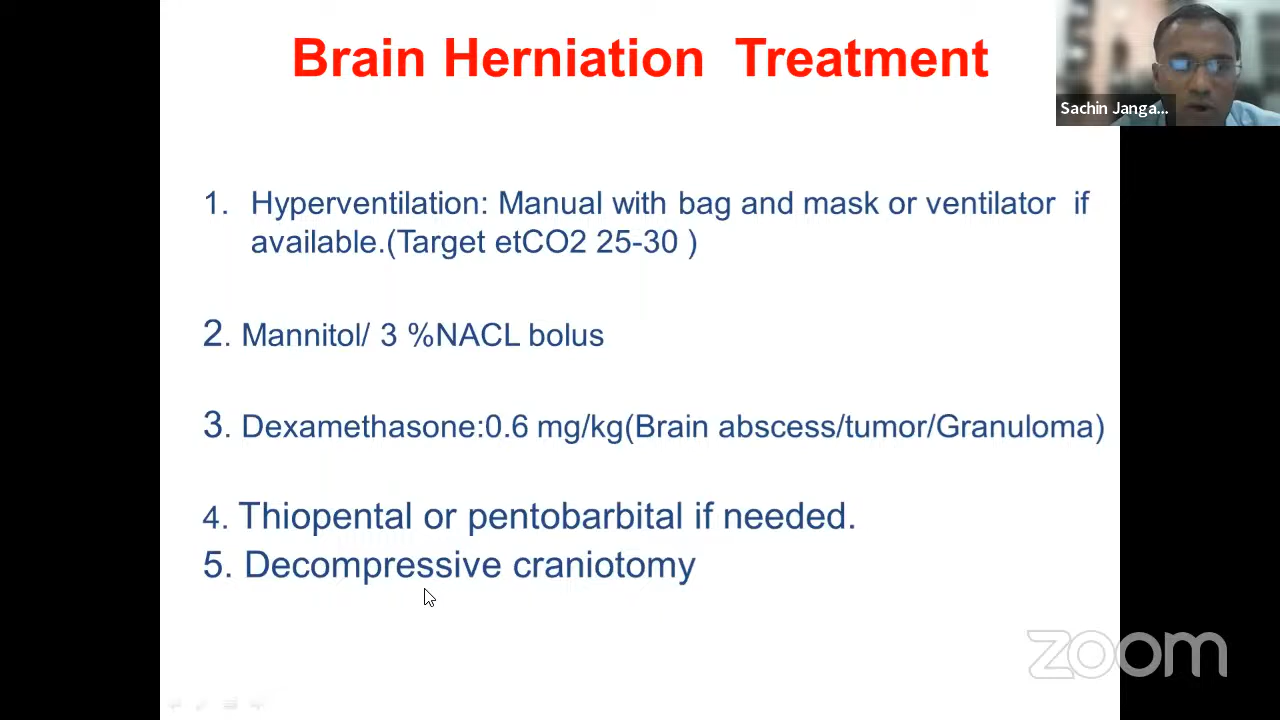 Brain Herniation Treatment
Sachin Janga...
1. Hyperventilation: Manual with bag and mask or ventilator if
available.(Target etCO2 25-30 )
2. Mannitol/ 3 %NACL bolus
3. Dexamethasone:0.6 mg/kg(Brain abscess/tumor/Granuloma)
4. Thiopental or pentobarbital if needed.
5. Decompressive craniotomy
zoom